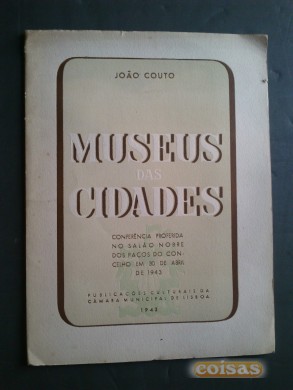 JOÃO COUTO
MUSEUS
DAS
CIDADES
CONFERÊNCIA PROFERIDA
NO SALÃO NOBRE
DOS PAÇOS DO CON-
CELHO EM 30 DE ABRIL
DE 1943
PUBLICAÇÕES CULTURAIS DA
CÂMARA MUNICIPAL DE LISBOA
1943
coisas